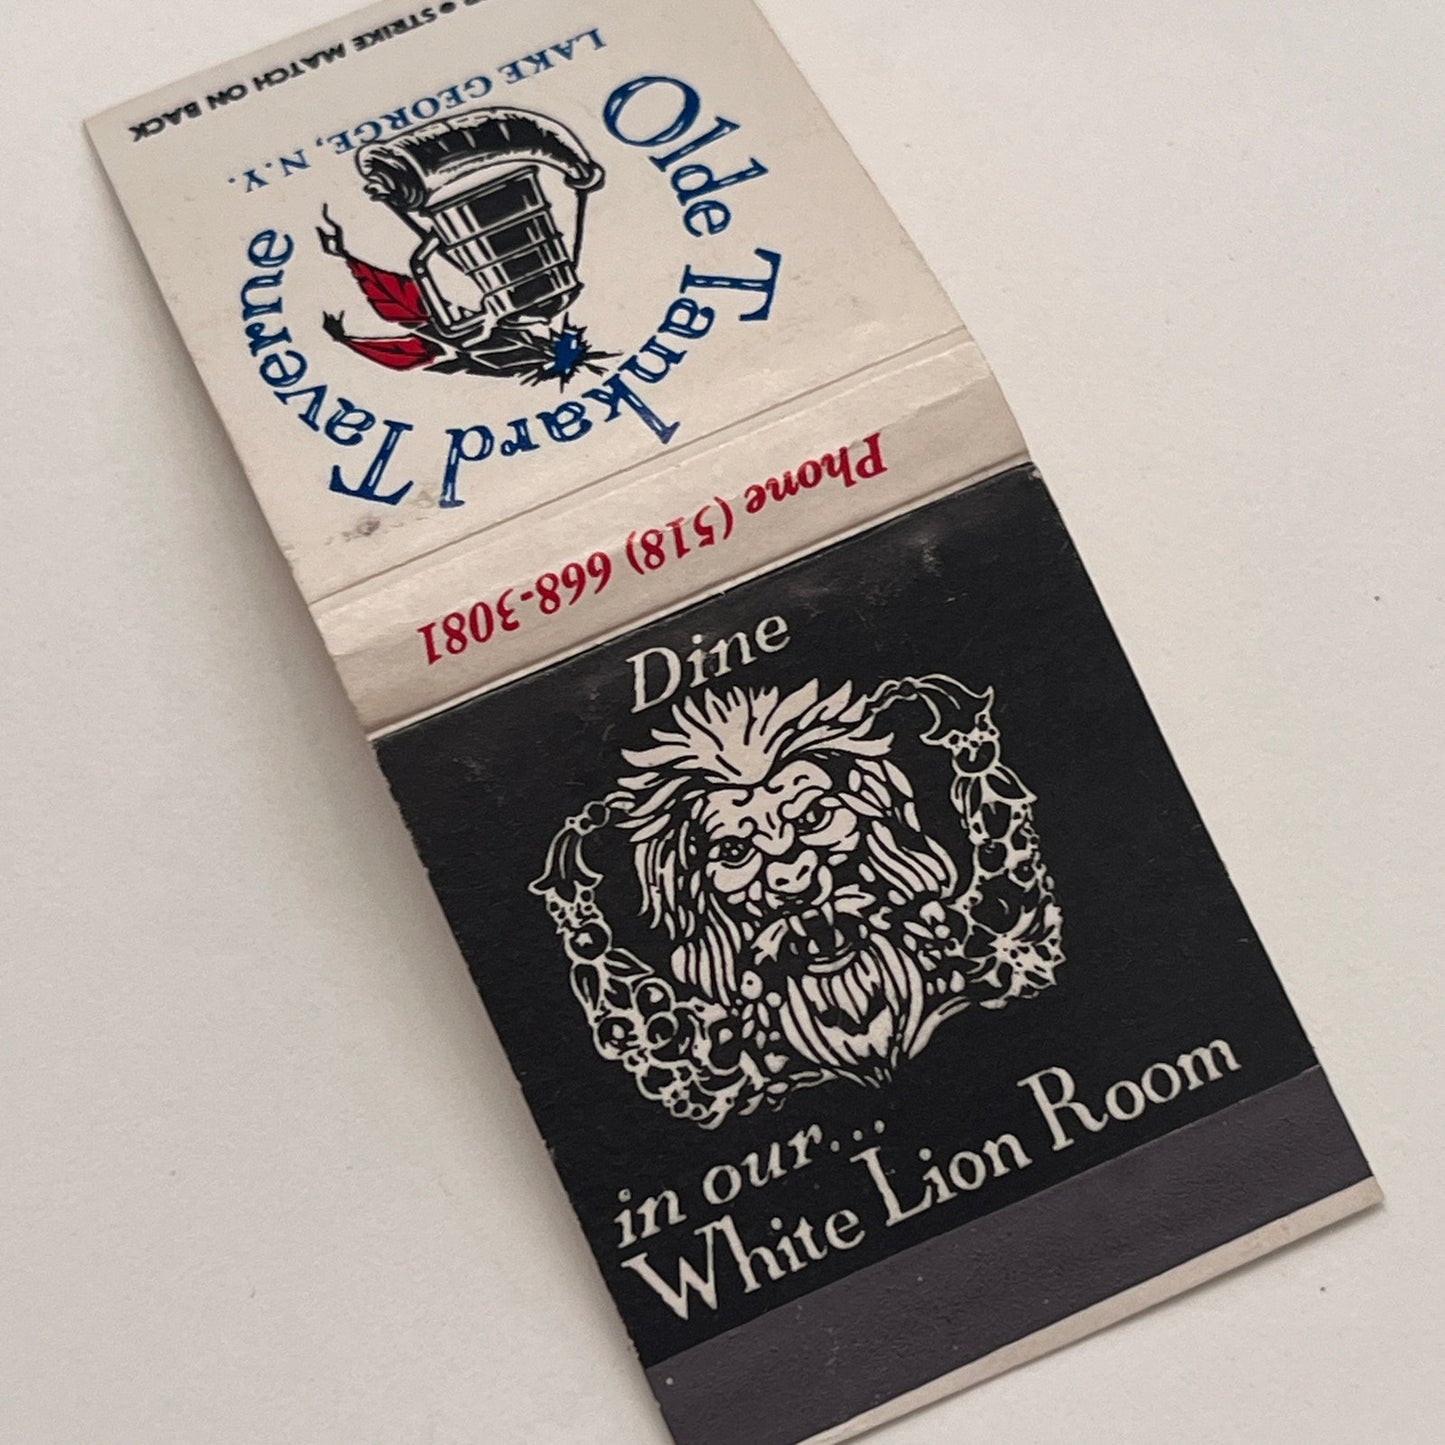 STRIKE MATCH ON BACK
LAKE GEORGE, N.Y.
Olde Tankard Taverne
Phone (518) 668-3081
Dine
in our...
White Lion Room